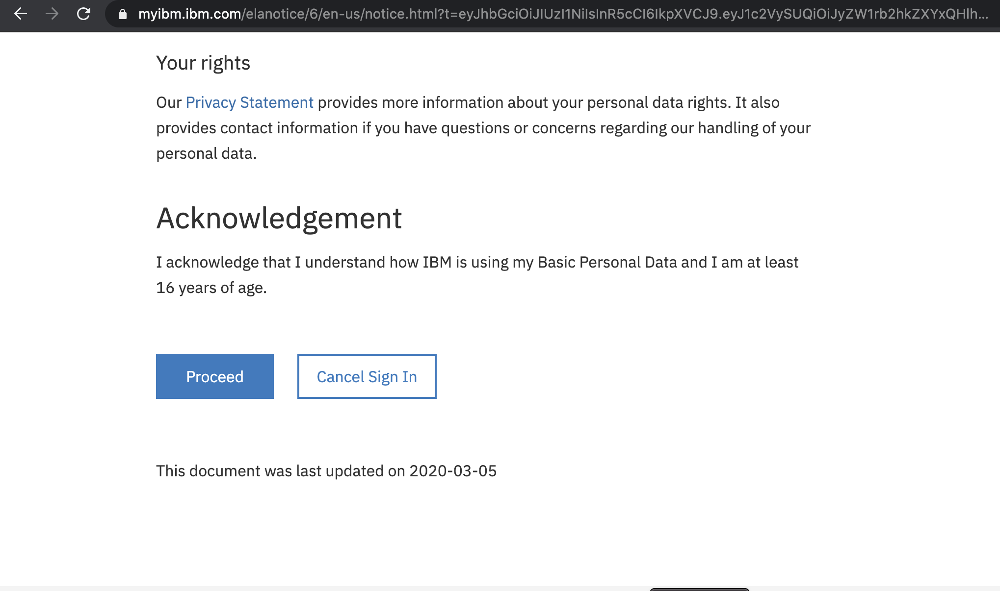 myibm.ibm.com/elanotice/6/en-us/notice.html?t=eyJhbGciOiJIUzI1NiIsInR5cCI6IkpXVCJ9.eyJ1c2VySUQiOiJyZW1rb2hkZXYxQHlh...
Your rights
Our Privacy Statement provides more information about your personal data rights. It also
provides contact information if you have questions or concerns regarding our handling of your
personal data.
Acknowledgement
I acknowledge that I understand how IBM is using my Basic Personal Data and I am at least
16 years of age.
Proceed Cancel Sign In
This document was last updated on 2020-03-05